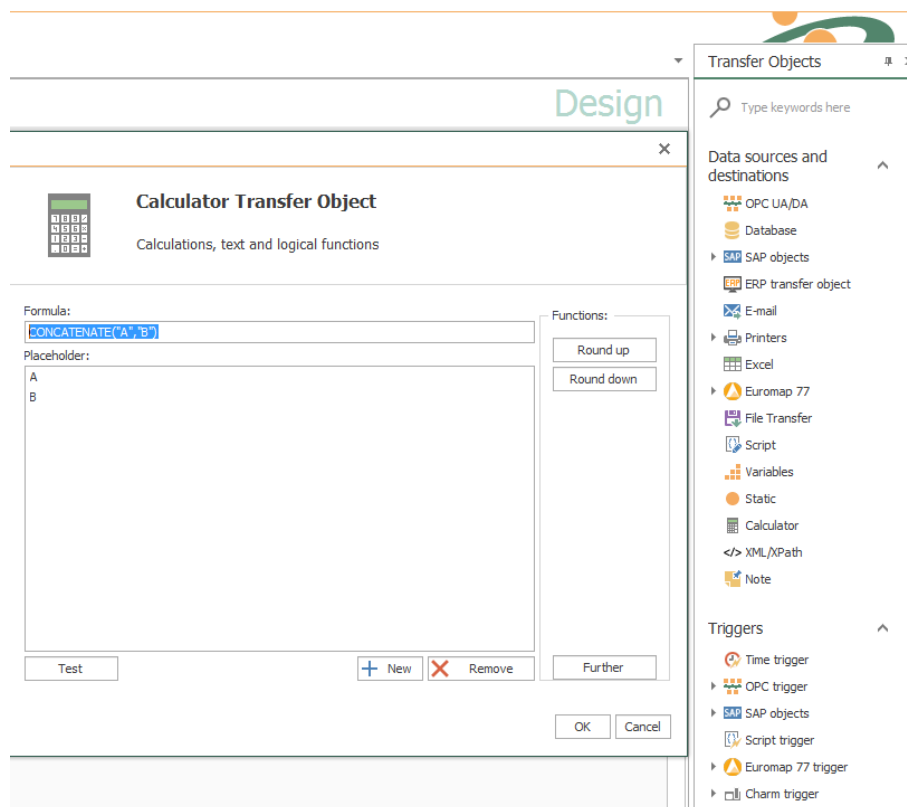 Transfer Objects
Design
Type keywords here
Calculator Transfer Object
Calculations, text and logical functions
Formula:
CONCATENATE("A","B")
Placeholder:
A
B
Functions:
Round up
Round down
Test
New
Remove
Further
OK
Cancel
Data sources and
destinations
OPC UA/DA
Database
SAP SAP objects
ERP ERP transfer object
E-mail
Printers
Excel
Euromap 77
File Transfer
Script
Variables
Static
Calculator
</> XML/XPath
Note
Triggers
Time trigger
OPC trigger
SAP SAP objects
Script trigger
Euromap 77 trigger
Charm trigger